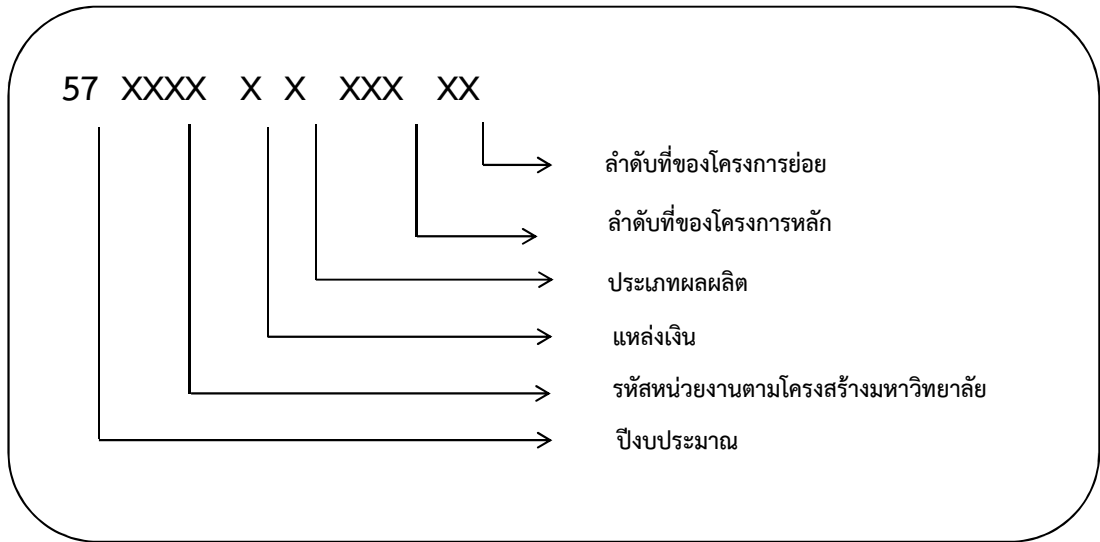 57 XXXX X X XXX XX
ลำดับที่ของโครงการย่อย
ลำดับที่ของโครงการหลัก
ประเภทผลผลิต
แหล่งเงิน
รหัสหน่วยงานตามโครงสร้างมหาวิทยาลัย
ปีงบประมาณ